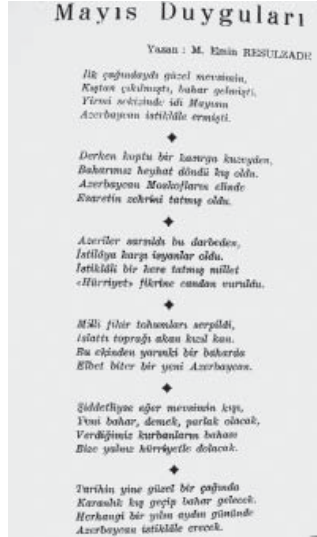 Mayıs Duyguları
Yazan : M. Emin RESULZADE
İlk çağındaydı güzel mevsimin,
Kıştan çıkılmıştı, bahar gelmişti,
Yirmi sekizinde idi Mayısın
Azerbaycan istiklâle ermişti.
Derken koptu bir kasırga kuzeyden,
Baharımız heyhat döndü kış oldu.
Azerbaycan Moskofların elinde
Esaretin zehrini tatmış oldu.
Azeriler sarsıldı bu darbeden,
İstilâya karşı isyanlar oldu.
İstiklâli bir kere tatmış millet
«Hürriyet» fikrine candan vuruldu.
Millî fikir tohumları serpildi,
Islattı toprağı akan kızıl kan.
Bu ekinden yarınki bir baharda
Elbet biter bir yeni Azerbaycan.
Şiddetliyse eğer mevsimin kışı,
Yeni bahar, demek, parlak olacak,
Verdiğimiz kurbanların bahası
Bize yalnız hürriyetle dolacak.
Tarihin yine güzel bir çağında
Karanlık kış geçip bahar gelecek.
Herhangi bir yılın aydın gününde
Azerbaycan istiklâle erecek.